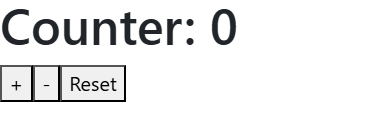 Counter: 0
+ - Reset